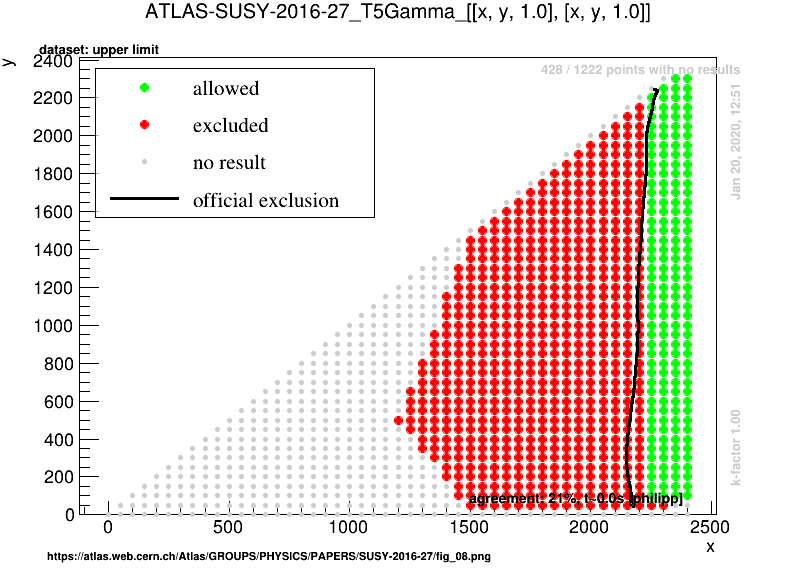 ATLAS-SUSY-2016-27_T5Gamma_[[x, y, 1.0], [x, y, 1.0]]
dataset: upper limit
428 / 1222 points with no results
y
2400
2200
2000
1800
1600
1400
1200
1000
800
600
400
200
0
allowed
excluded
no result
official exclusion
Jan 20, 2020, 12:51
k-factor 1.00
agreement: 21%, t~0.0s [philipp]
0 500 1000 1500 2000 2500
x
https://atlas.web.cern.ch/Atlas/GROUPS/PHYSICS/PAPERS/SUSY-2016-27/fig_08.png